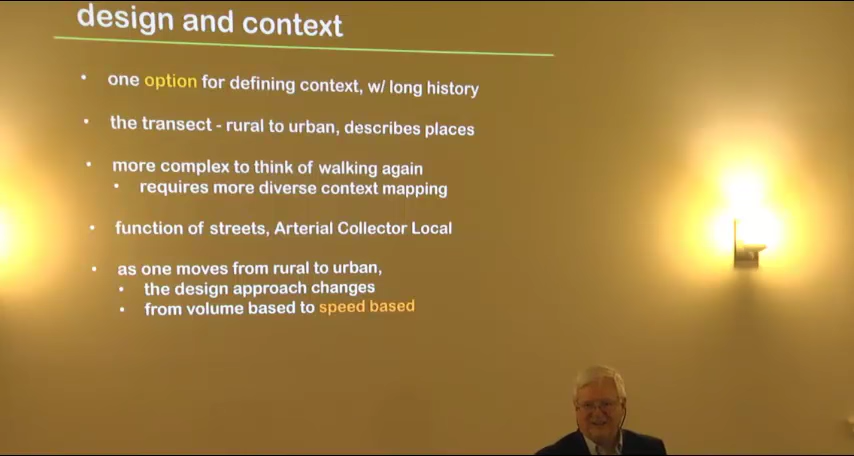 design and context
• one option for defining context, w/ long history
• the transect - rural to urban, describes places
• more complex to think of walking again
• requires more diverse context mapping
• function of streets, Arterial Collector Local
• as one moves from rural to urban,
• the design approach changes
• from volume based to speed based